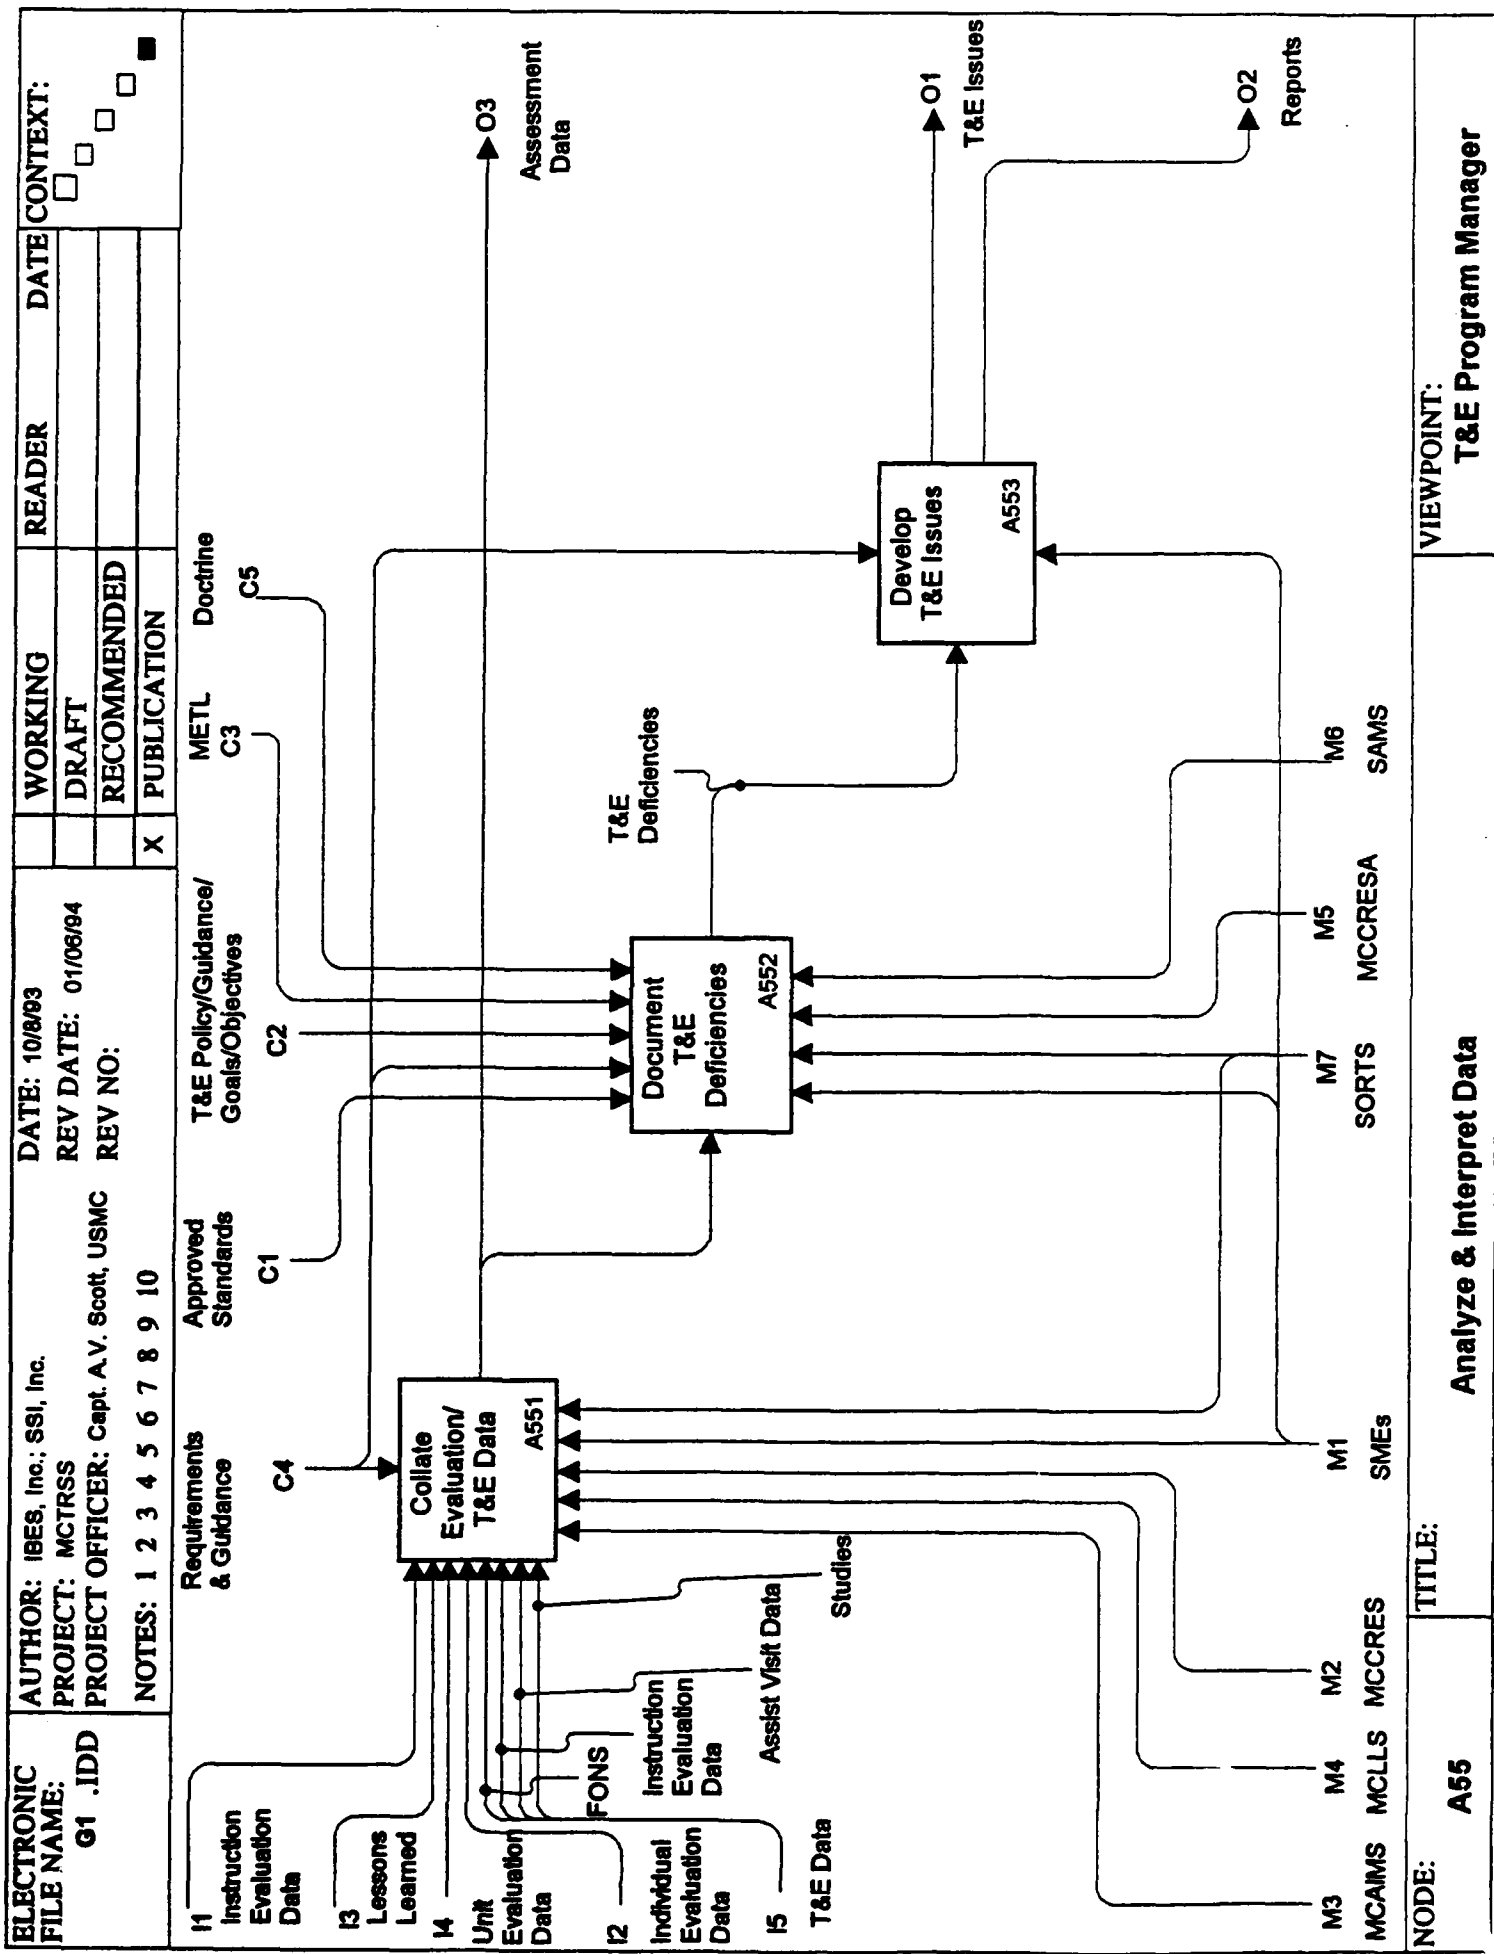 ELECTRONIC
FILE NAME:
G1 .IDD
AUTHOR: IBES, Inc.; SSI, Inc.
PROJECT: MCTRSS
PROJECT OFFICER: Capt. A.V. Scott, USMC
NOTES: 1 2 3 4 5 6 7 8 9 10
DATE: 10/8/93
REV DATE: 01/06/94
REV NO:
WORKING
DRAFT
RECOMMENDED
X PUBLICATION
READER DATE
CONTEXT:
Requirements
& Guidance
C4
Approved
Standards
C1
T&E Policy/Guidance/
Goals/Objectives
C2
METL
C3
Doctrine
C5
I1
Instruction
Evaluation
Data
I3
Lessons
Learned
I4
Unit
Evaluation
Data
I2
Individual
Evaluation
Data
I5
T&E Data
FONS
Instruction
Evaluation
Data
Assist Visit Data
Studies
Collate
Evaluation/
T&E Data
A551
Document
T&E
Deficiencies
A552
T&E
Deficiencies
Develop
T&E Issues
A553
O3
Assessment
Data
O1
T&E Issues
O2
Reports
M3
MCAIMS
M4
MCLLS
M2
MCCRES
M1
SMEs
M7
SORTS
M5
MCCRESA
M6
SAMS
NODE:
A55
TITLE:
Analyze & Interpret Data
VIEWPOINT:
T&E Program Manager